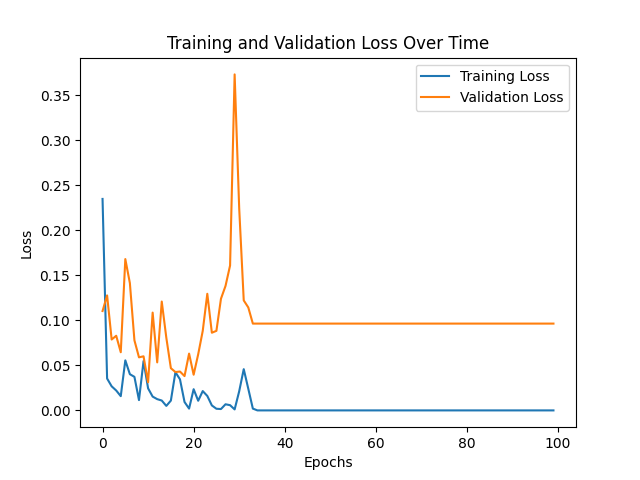 Training and Validation Loss Over Time
Training Loss
Validation Loss
0.35
0.30
0.25
0.20
0.15
0.10
0.05
0.00
Loss
0 20 40 60 80 100
Epochs